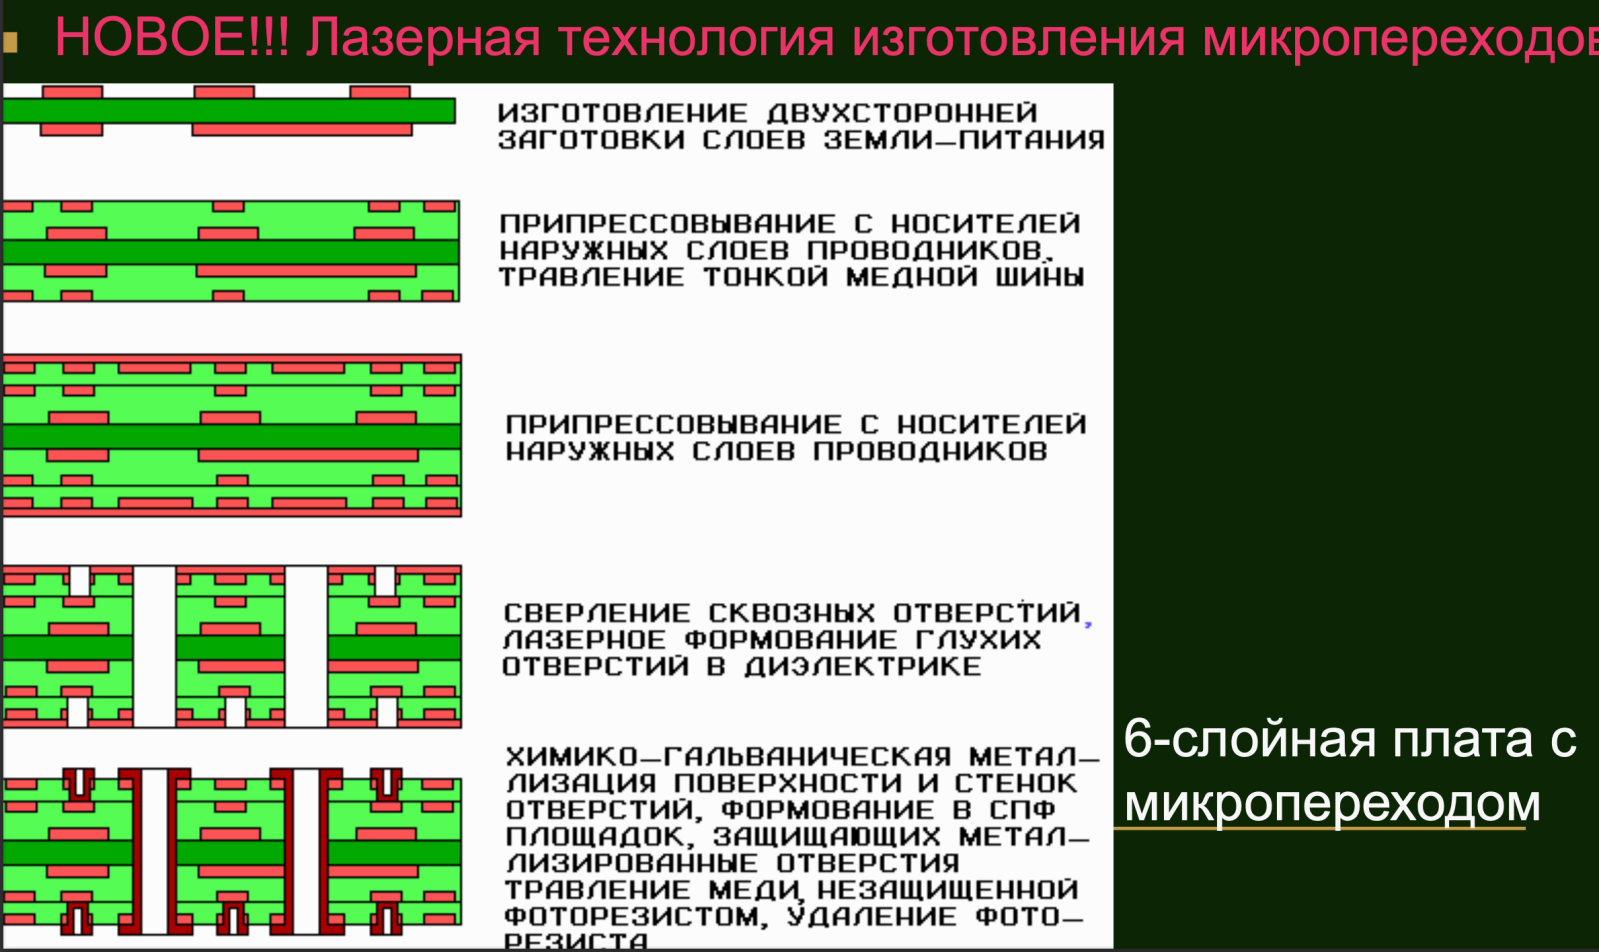 НОВОЕ!!! Лазерная технология изготовления микропереходов
ИЗГОТОВЛЕНИЕ ДВУХСТОРОННЕЙ
ЗАГОТОВКИ СЛОЕВ ЗЕМЛИ—ПИТАНИЯ
ПРИПРЕССОВЫВАНИЕ С НОСИТЕЛЕЙ
НАРУЖНЫХ СЛОЕВ ПРОВОДНИКОВ.
ТРАВЛЕНИЕ ТОНКОЙ МЕДНОЙ ШИНЫ
ПРИПРЕССОВЫВАНИЕ С НОСИТЕЛЕЙ
НАРУЖНЫХ СЛОЕВ ПРОВОДНИКОВ
СВЕРЛЕНИЕ СКВОЗНЫХ ОТВЕРСТИЙ,
ЛАЗЕРНОЕ ФОРМОВАНИЕ ГЛУХИХ
ОТВЕРСТИЙ В ДИЭЛЕКТРИКЕ
ХИМИКО—ГАЛЬВАНИЧЕСКАЯ МЕТАЛ—
ЛИЗАЦИЯ ПОВЕРХНОСТИ И СТЕНОК
ОТВЕРСТИЙ, ФОРМОВАНИЕ В СПФ
ПЛОЩАДОК, ЗАЩИЩАЮЩИХ МЕТАЛ—
ЛИЗИРОВАННЫЕ ОТВЕРСТИЯ
ТРАВЛЕНИЕ МЕДИ, НЕЗАЩИЩЕННОЙ
ФОТОРЕЗИСТОМ, УДАЛЕНИЕ ФОТО—
РЕЗИСТА
6-слойная плата с
микропереходом